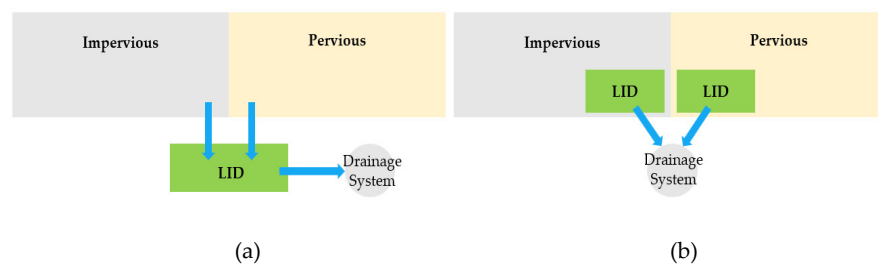 Impervious
Pervious
LID
Drainage
System
(a)
Impervious
Pervious
LID
LID
Drainage
System
(b)